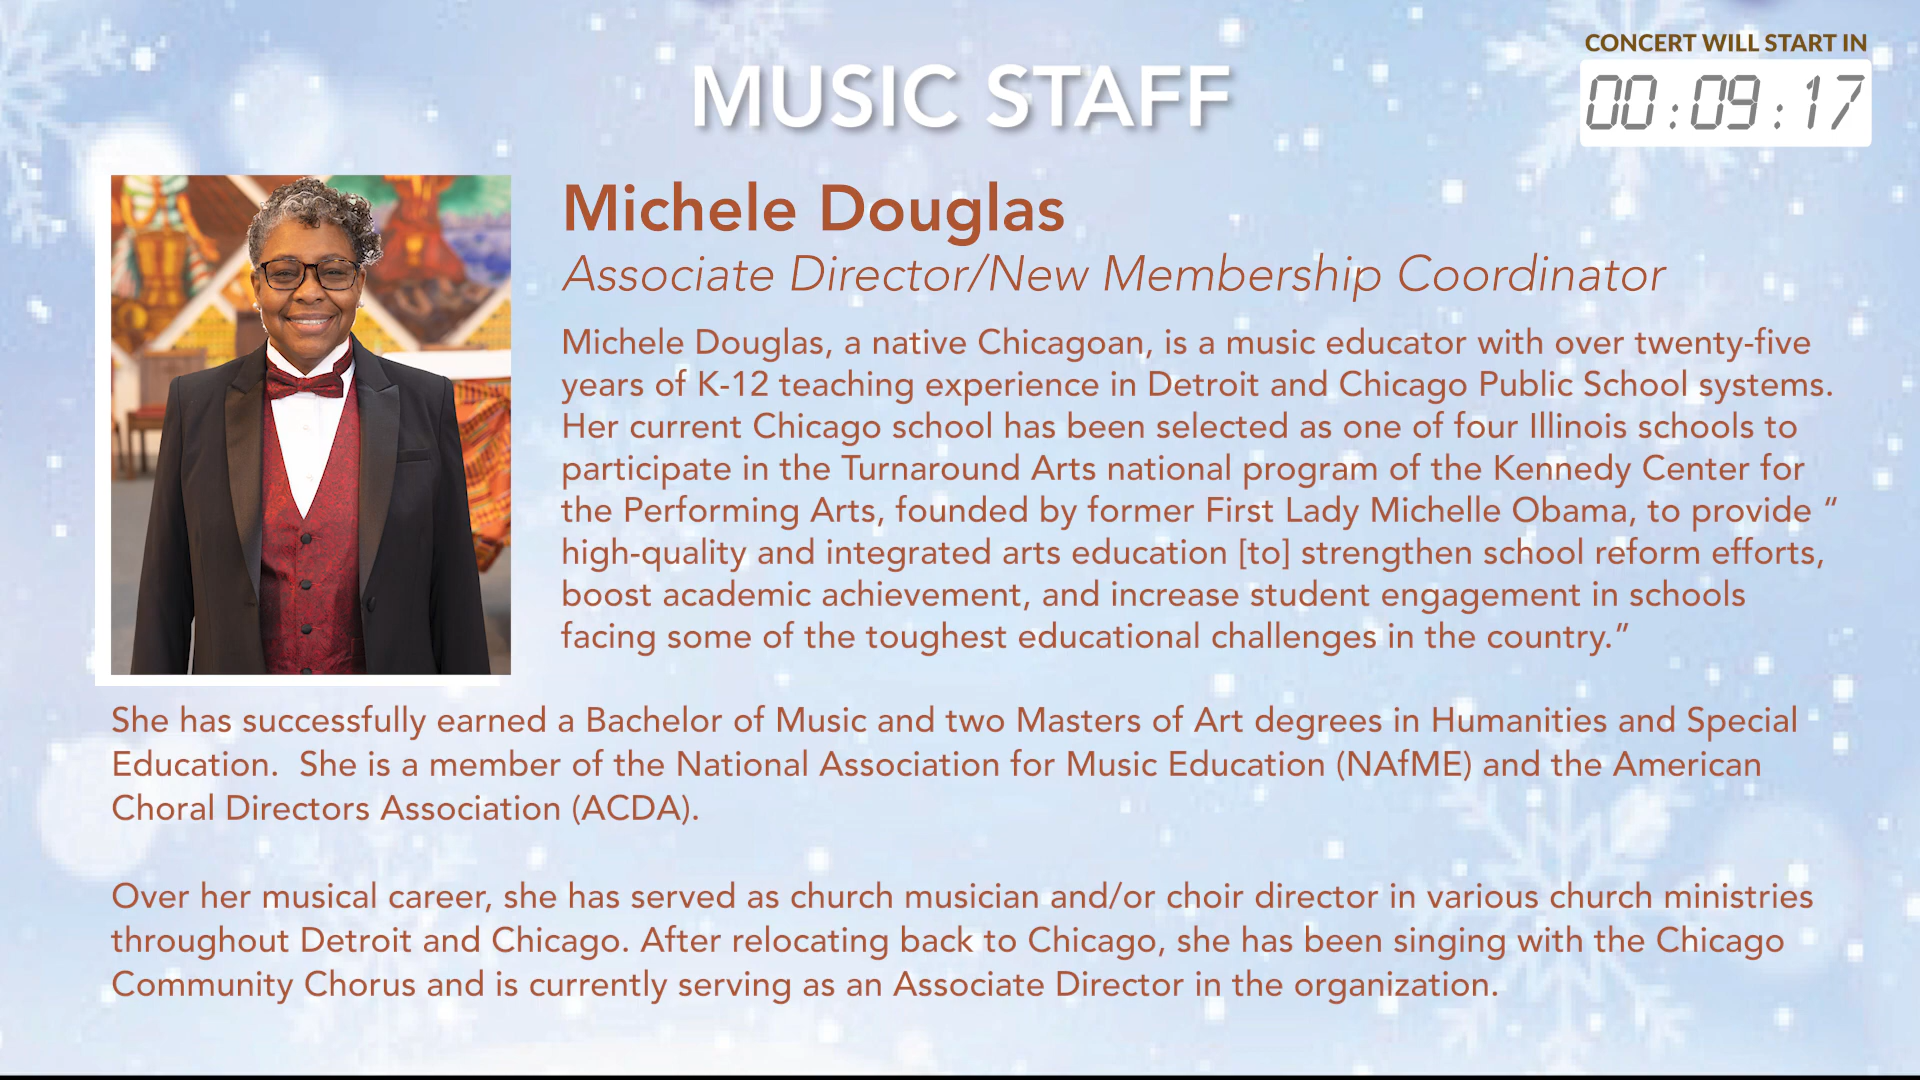 CONCERT WILL START IN
00:09:17
MUSIC STAFF
Michele Douglas
Associate Director/New Membership Coordinator
Michele Douglas, a native Chicagoan, is a music educator with over twenty-five
years of K-12 teaching experience in Detroit and Chicago Public School systems.
Her current Chicago school has been selected as one of four Illinois schools to
participate in the Turnaround Arts national program of the Kennedy Center for
the Performing Arts, founded by former First Lady Michelle Obama, to provide “
high-quality and integrated arts education [to] strengthen school reform efforts,
boost academic achievement, and increase student engagement in schools
facing some of the toughest educational challenges in the country.”
She has successfully earned a Bachelor of Music and two Masters of Art degrees in Humanities and Special
Education.  She is a member of the National Association for Music Education (NAfME) and the American
Choral Directors Association (ACDA).
Over her musical career, she has served as church musician and/or choir director in various church ministries
throughout Detroit and Chicago. After relocating back to Chicago, she has been singing with the Chicago
Community Chorus and is currently serving as an Associate Director in the organization.